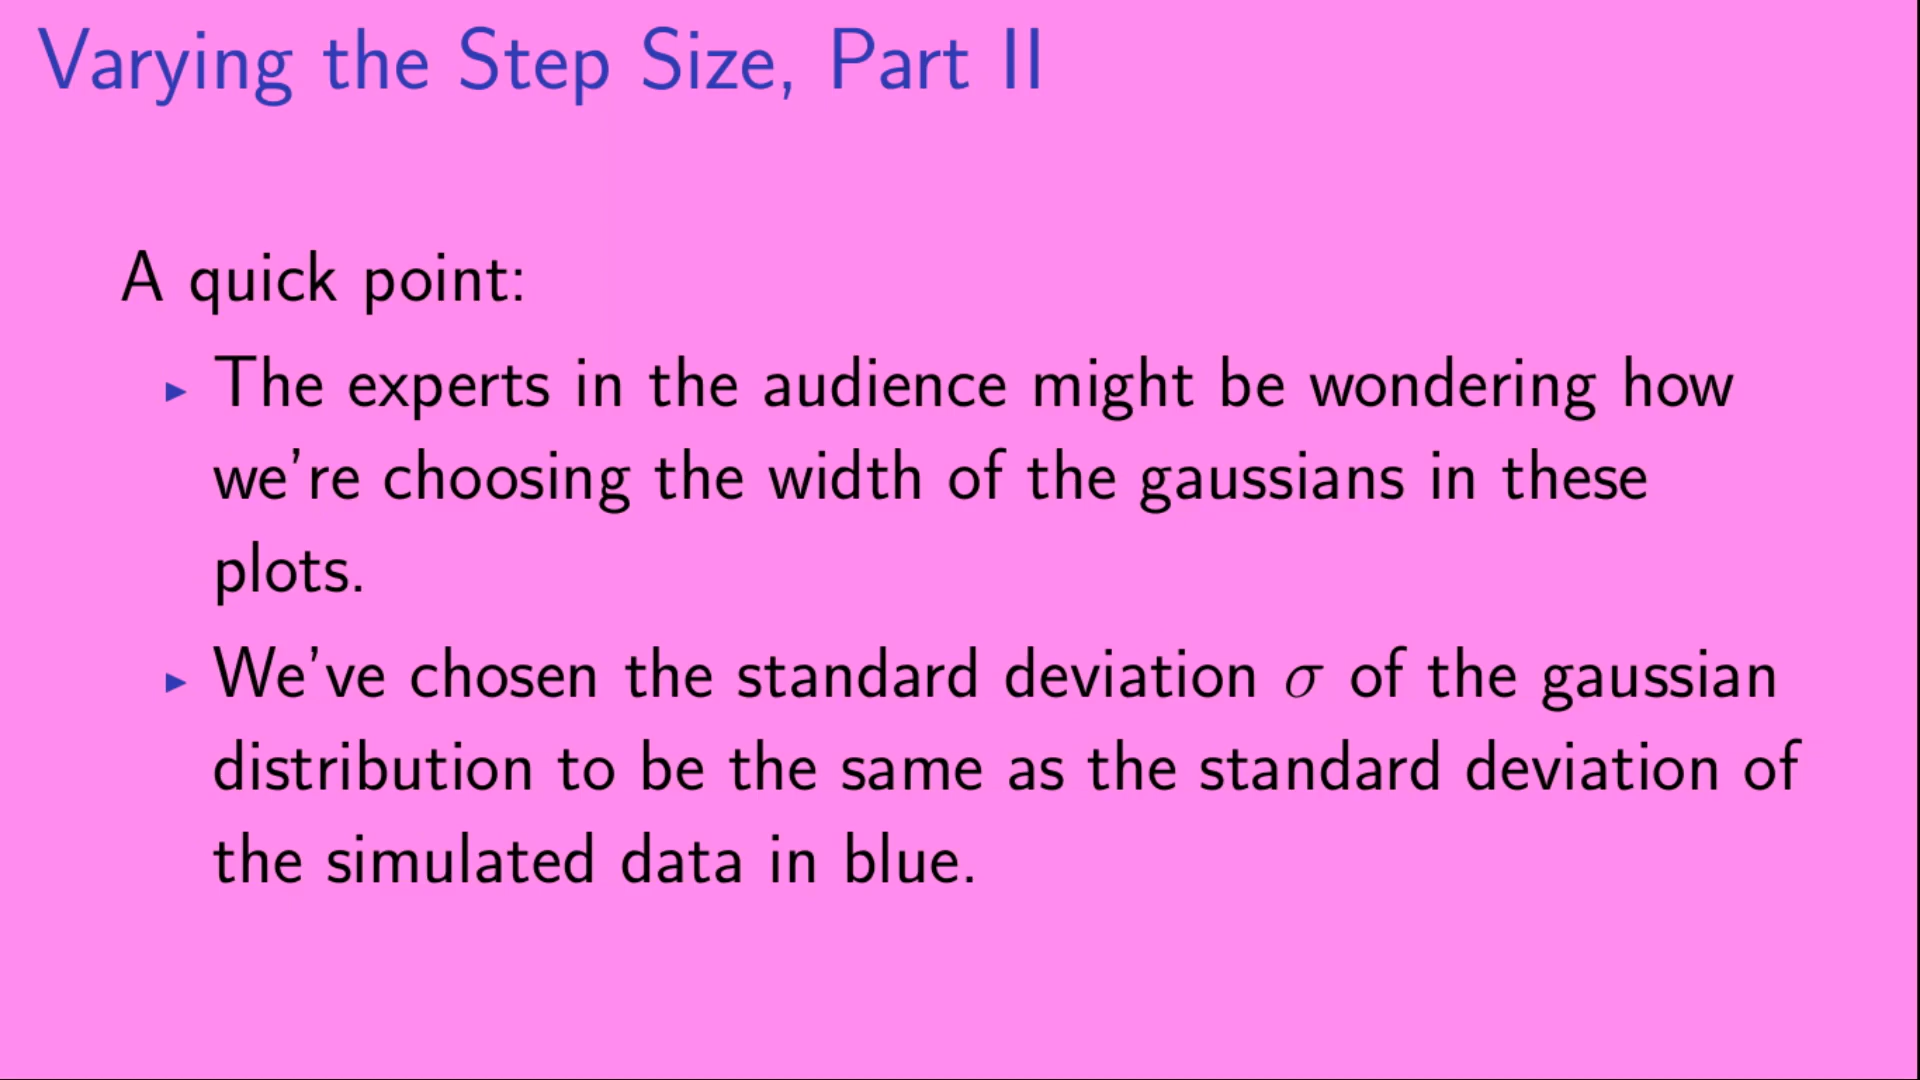 Varying the Step Size, Part II
A quick point:
▶ The experts in the audience might be wondering how
we're choosing the width of the gaussians in these
plots.
▶ We've chosen the standard deviation σ of the gaussian
distribution to be the same as the standard deviation of
the simulated data in blue.